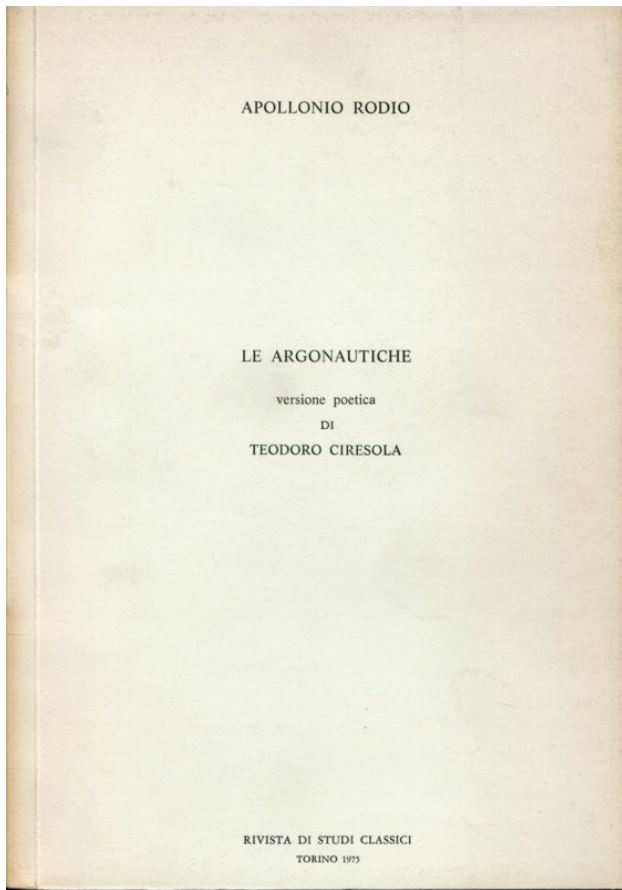 APOLLONIO RODIO
LE ARGONAUTICHE
versione poetica
DI
TEODORO CIRESOLA
RIVISTA DI STUDI CLASSICI
TORINO 1975